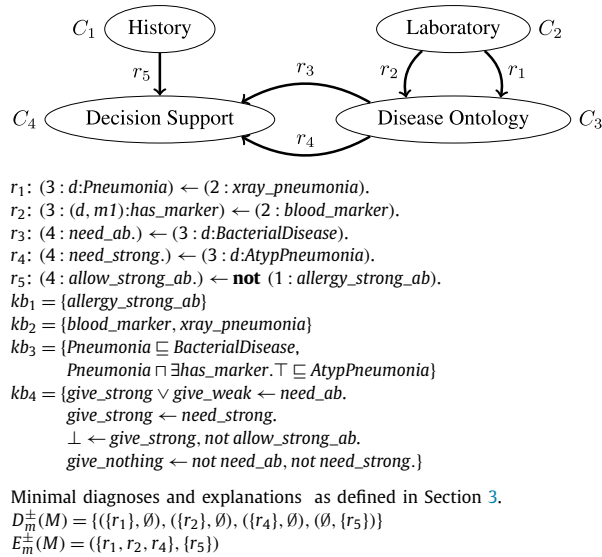 C₁ History
Laboratory C₂
r₅ r₃ r₂ r₁
C₄ Decision Support Disease Ontology C₃
r₄
r₁: (3 : d:Pneumonia) ← (2 : xray_pneumonia).
r₂: (3 : (d, m1):has_marker) ← (2 : blood_marker).
r₃: (4 : need_ab.) ← (3 : d:BacterialDisease).
r₄: (4 : need_strong.) ← (3 : d:AtypPneumonia).
r₅: (4 : allow_strong_ab.) ← not (1 : allergy_strong_ab).
kb₁ = {allergy_strong_ab}
kb₂ = {blood_marker, xray_pneumonia}
kb₃ = {Pneumonia ⊑ BacterialDisease,
Pneumonia ⊓ ∃has_marker.⊤ ⊑ AtypPneumonia}
kb₄ = {give_strong ∨ give_weak ← need_ab.
give_strong ← need_strong.
⊥ ← give_strong, not allow_strong_ab.
give_nothing ← not need_ab, not need_strong.}
Minimal diagnoses and explanations as defined in Section 3.
D±m(M) = {({r₁}, ∅), ({r₂}, ∅), ({r₄}, ∅), (∅, {r₅})}
E±m(M) = ({r₁, r₂, r₄}, {r₅})